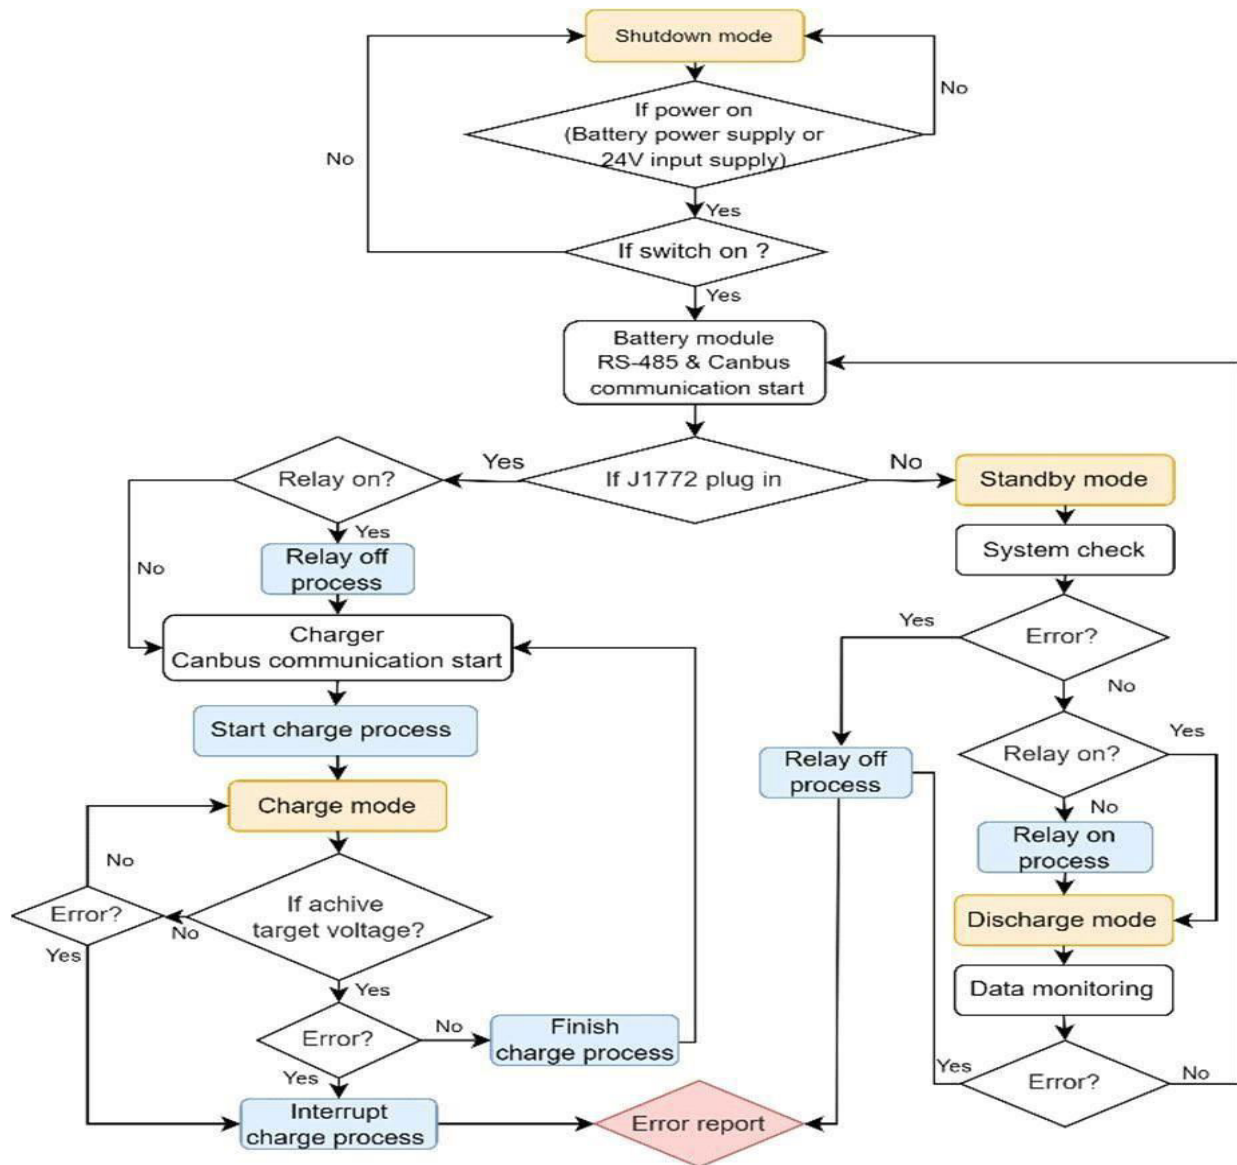 Shutdown mode
No
If power on
(Battery power supply or
24V input supply)
No
Yes
If switch on ?
Yes
Battery module
RS-485 & Canbus
communication start
Relay on?
Yes
If J1772 plug in
No
Standby mode
Yes
System check
Relay off
process
No
Yes
Error?
Charger
Canbus communication start
No
Start charge process
Relay on?
Yes
Relay off
process
Charge mode
No
Relay on
process
No
Error?
No
If achive
target voltage?
Discharge mode
Yes
Yes
Data monitoring
Error?
No
Finish
charge process
Yes
Error?
No
Yes
Interrupt
charge process
Error report